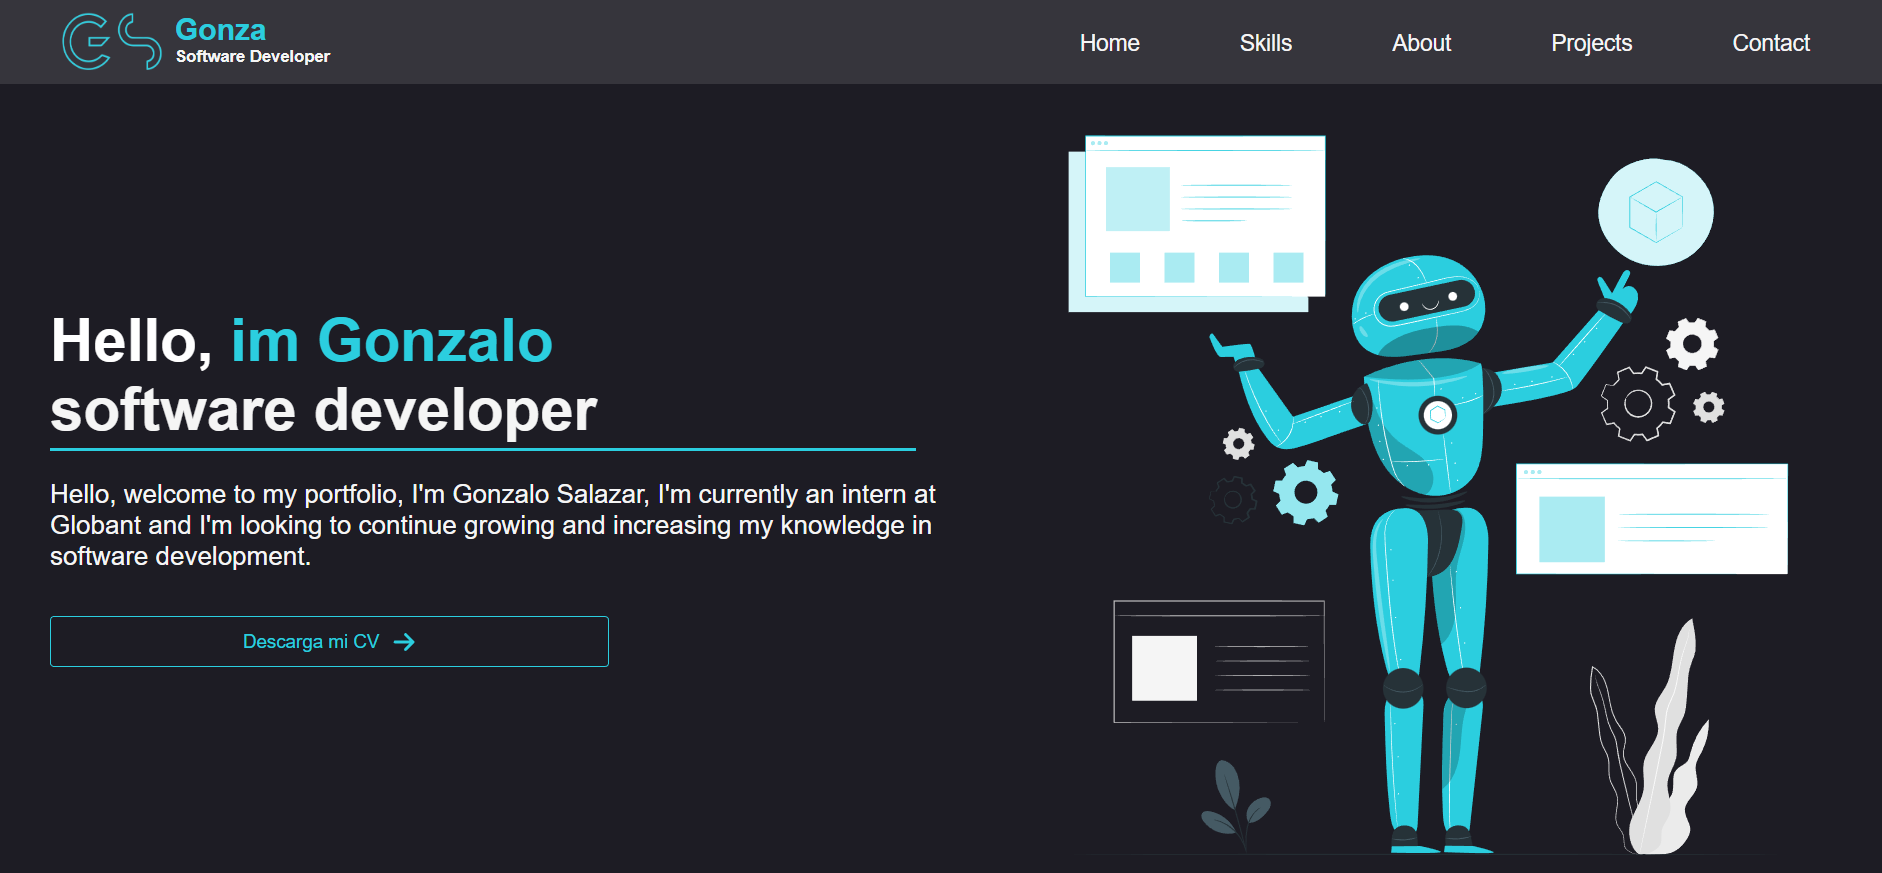 GS
Gonza
Software Developer
Home
Skills
About
Projects
Contact
Hello, im Gonzalo
software developer
Hello, welcome to my portfolio, I'm Gonzalo Salazar, I'm currently an intern at
Globant and I'm looking to continue growing and increasing my knowledge in
software development.
Descarga mi CV